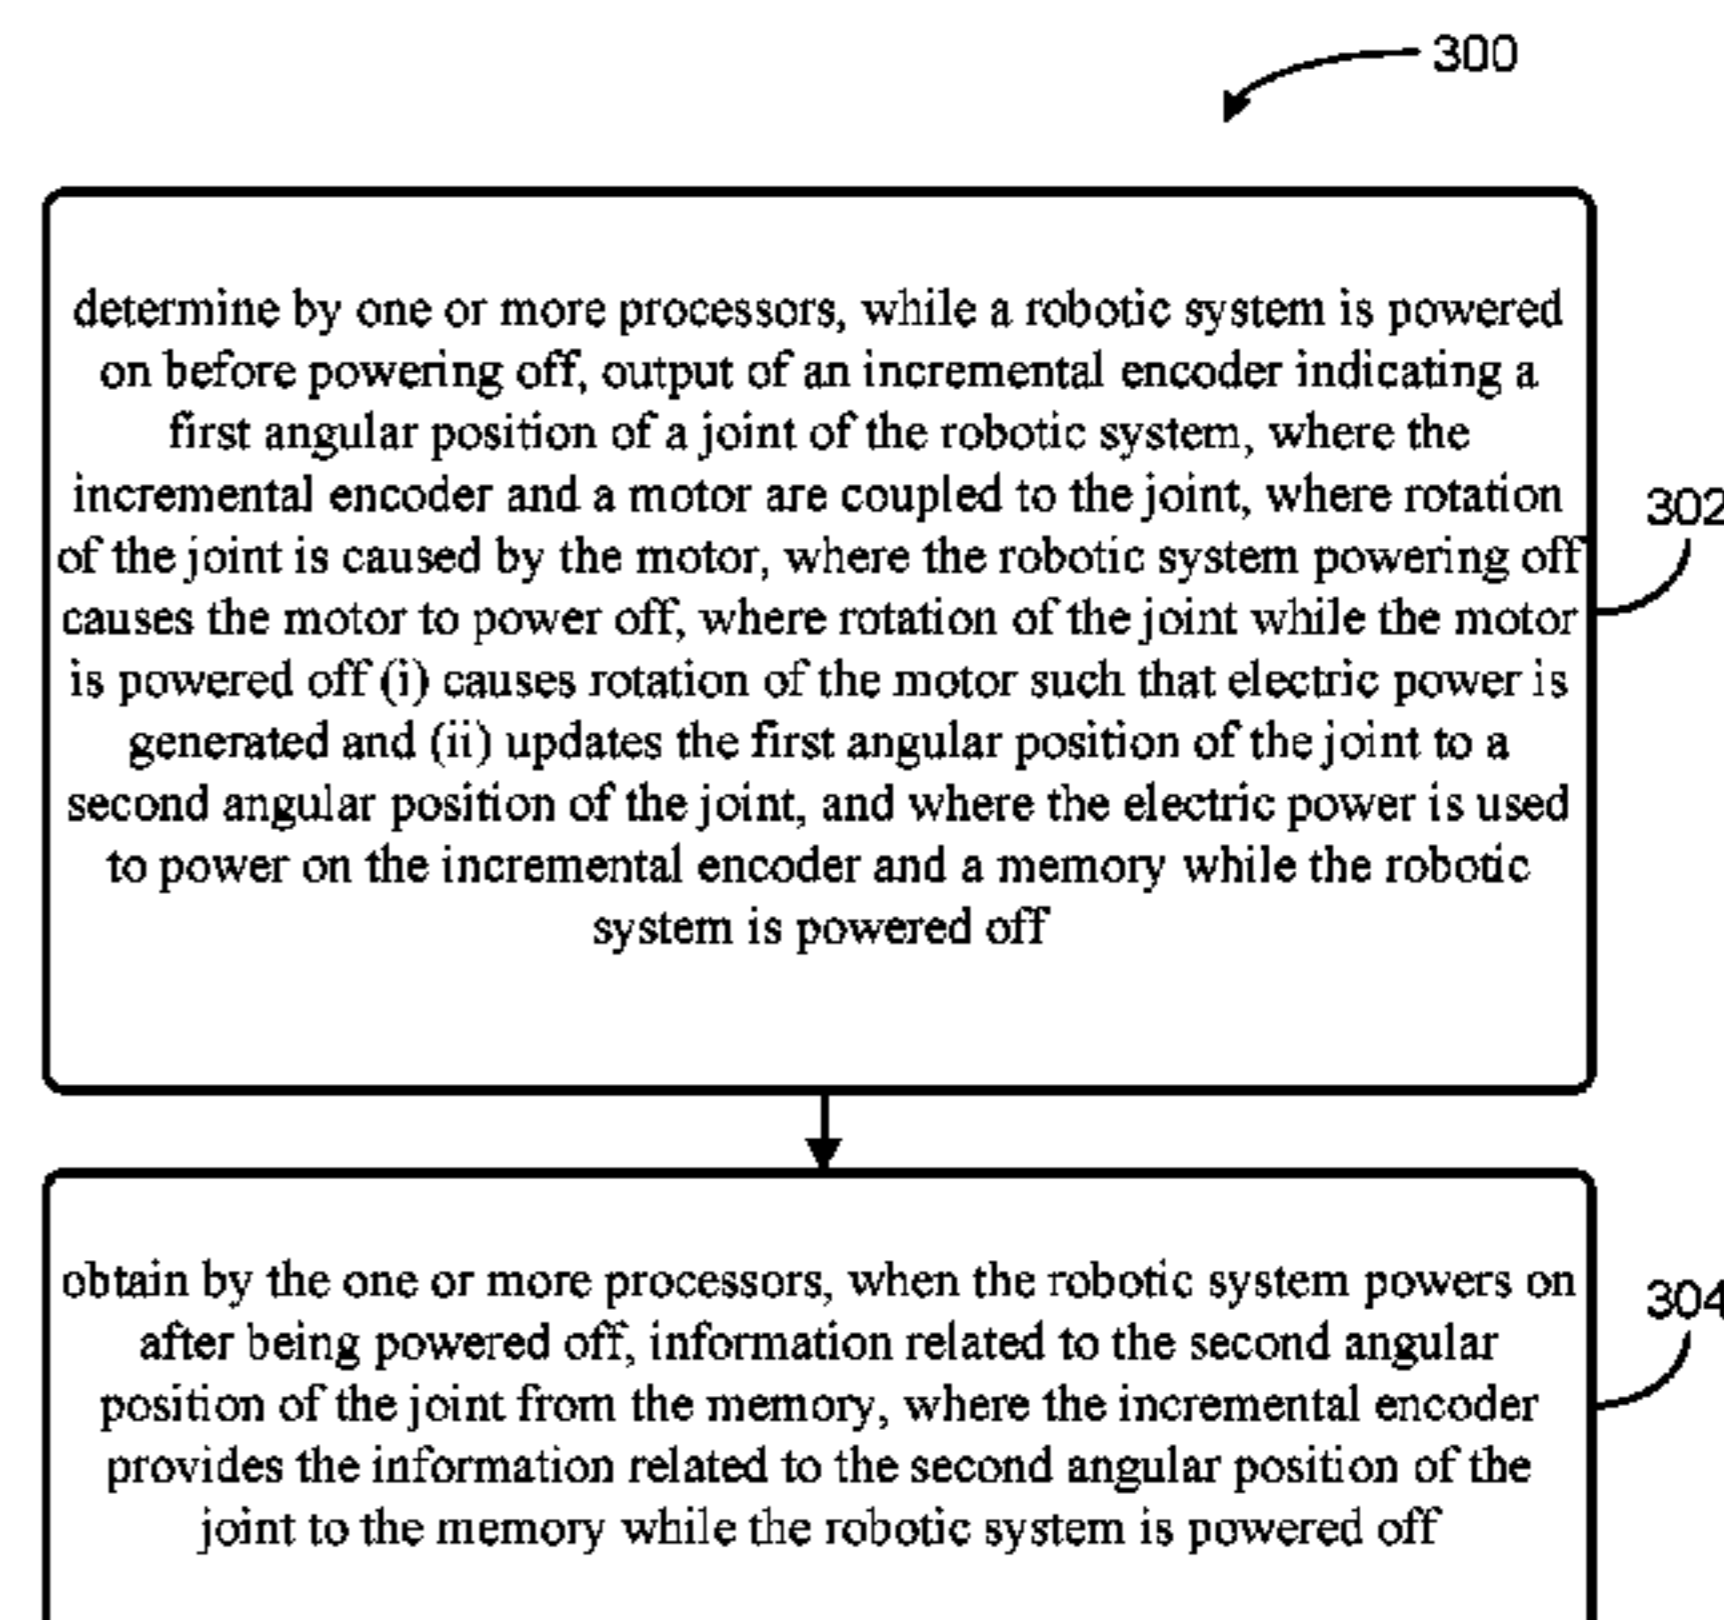 300
determine by one or more processors, while a robotic system is powered
on before powering off, output of an incremental encoder indicating a
first angular position of a joint of the robotic system, where the
incremental encoder and a motor are coupled to the joint, where rotation
of the joint is caused by the motor, where the robotic system powering off
causes the motor to power off, where rotation of the joint while the motor
is powered off (i) causes rotation of the motor such that electric power is
generated and (ii) updates the first angular position of the joint to a
second angular position of the joint, and where the electric power is used
to power on the incremental encoder and a memory while the robotic
system is powered off
302
obtain by the one or more processors, when the robotic system powers on
after being powered off, information related to the second angular
position of the joint from the memory, where the incremental encoder
provides the information related to the second angular position of the
joint to the memory while the robotic system is powered off
304